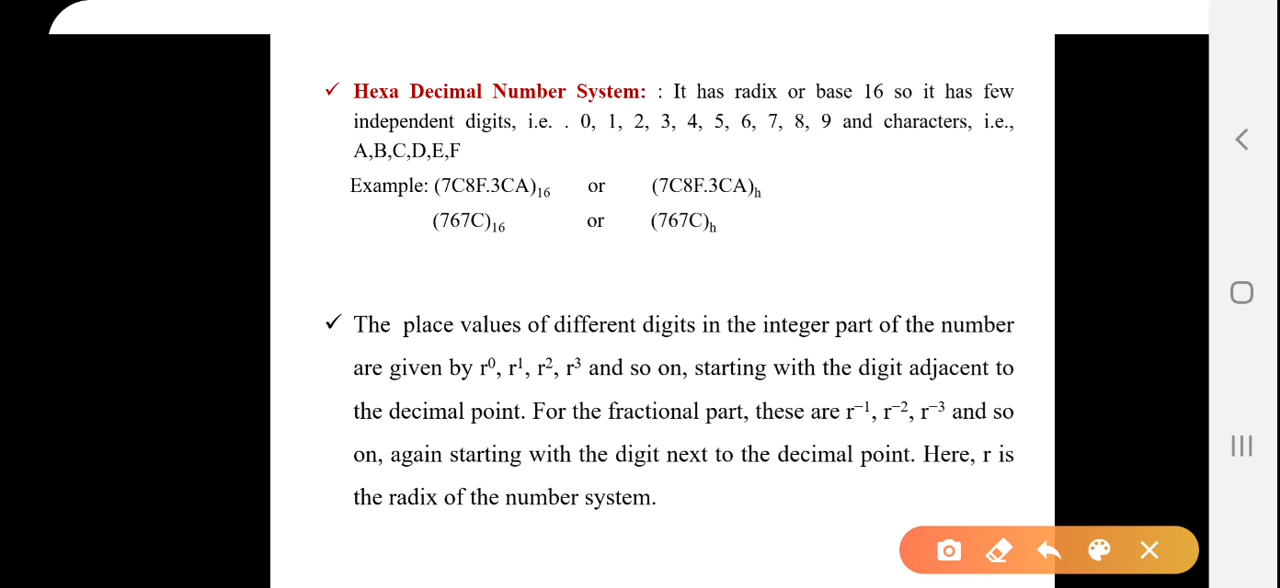 ✓ Hexa Decimal Number System: : It has radix or base 16 so it has few
independent digits, i.e. . 0, 1, 2, 3, 4, 5, 6, 7, 8, 9 and characters, i.e.,
A,B,C,D,E,F
Example: (7C8F.3CA)₁₆ or (7C8F.3CA)ₕ
(767C)₁₆ or (767C)ₕ
✓ The place values of different digits in the integer part of the number
are given by r⁰, r¹, r², r³ and so on, starting with the digit adjacent to
the decimal point. For the fractional part, these are r⁻¹, r⁻², r⁻³ and so
on, again starting with the digit next to the decimal point. Here, r is
the radix of the number system.